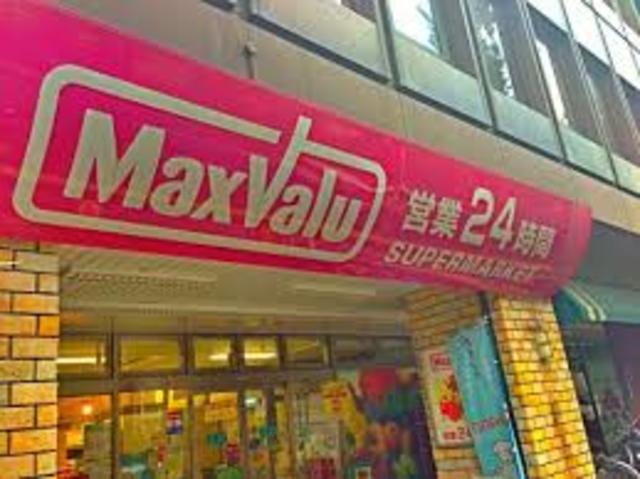 MaxValu
営業24時間
SUPERMARKET